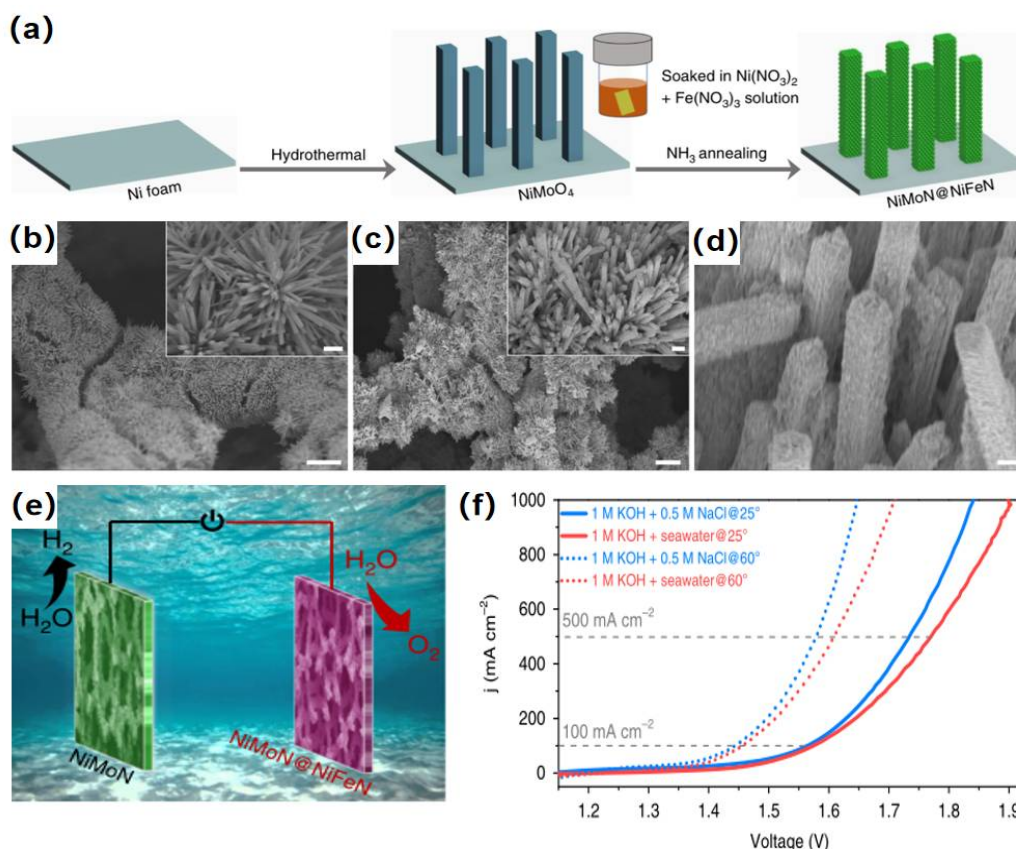 (a)
Ni foam
Hydrothermal
NiMoO₄
Soaked in Ni(NO₃)₂
+ Fe(NO₃)₃ solution
NH₃ annealing
NiMoN@NiFeN
(b)
(c)
(d)
(e)
H₂
H₂O
NiMoN
H₂O
O₂
NiMoN@NiFeN
(f)
1 M KOH + 0.5 M NaCl@25°
1 M KOH + seawater@25°
1 M KOH + 0.5 M NaCl@60°
1 M KOH + seawater@60°
500 mA cm⁻²
100 mA cm⁻²
j (mA cm⁻²)
1000
800
600
400
200
0
1.2 1.3 1.4 1.5 1.6 1.7 1.8 1.9
Voltage (V)